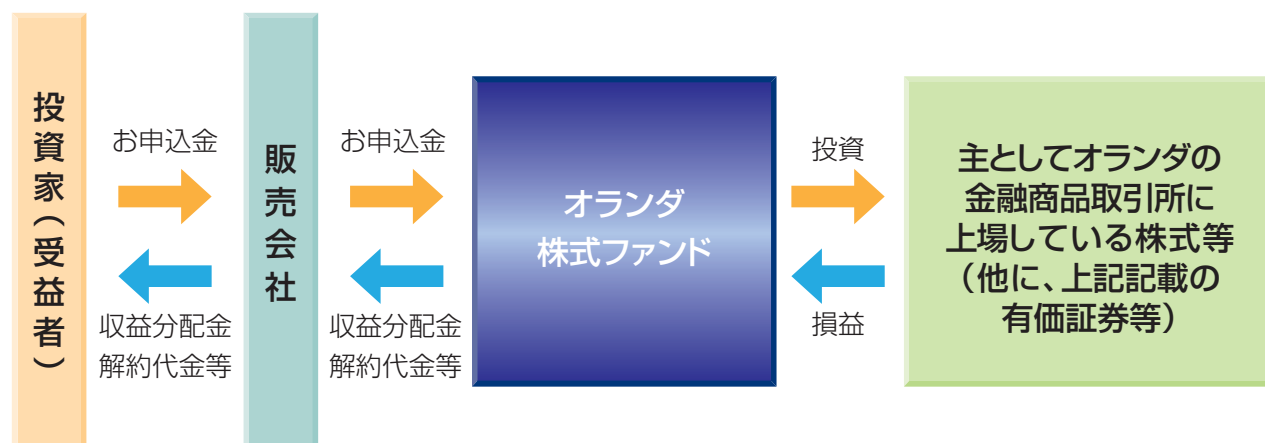 投資家（受益者）
お申込金
収益分配金
解約代金等
販売会社
お申込金
収益分配金
解約代金等
オランダ
株式ファンド
投資
損益
主としてオランダの
金融商品取引所に
上場している株式等
（他に、上記記載の
有価証券等）